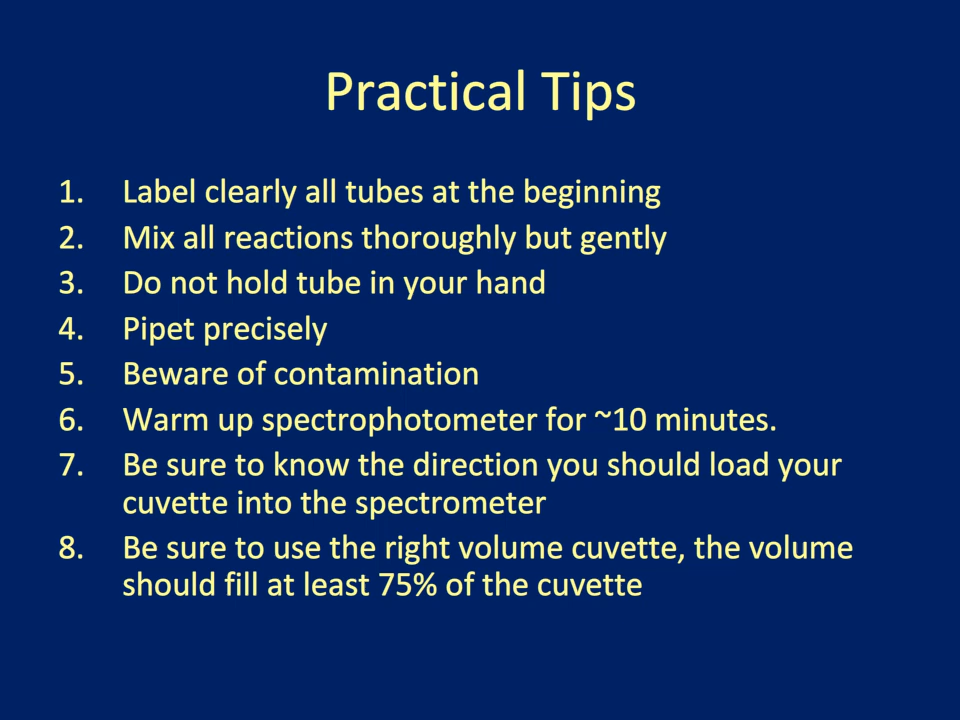 Practical Tips
1. Label clearly all tubes at the beginning
2. Mix all reactions thoroughly but gently
3. Do not hold tube in your hand
4. Pipet precisely
5. Beware of contamination
6. Warm up spectrophotometer for ~10 minutes.
7. Be sure to know the direction you should load your
cuvette into the spectrometer
8. Be sure to use the right volume cuvette, the volume
should fill at least 75% of the cuvette